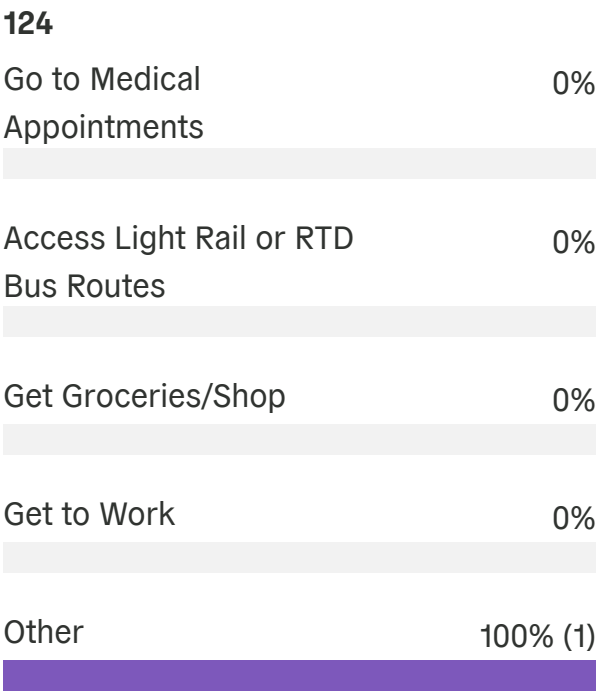 124
Go to Medical 0%
Appointments
Access Light Rail or RTD 0%
Bus Routes
Get Groceries/Shop 0%
Get to Work 0%
Other 100% (1)